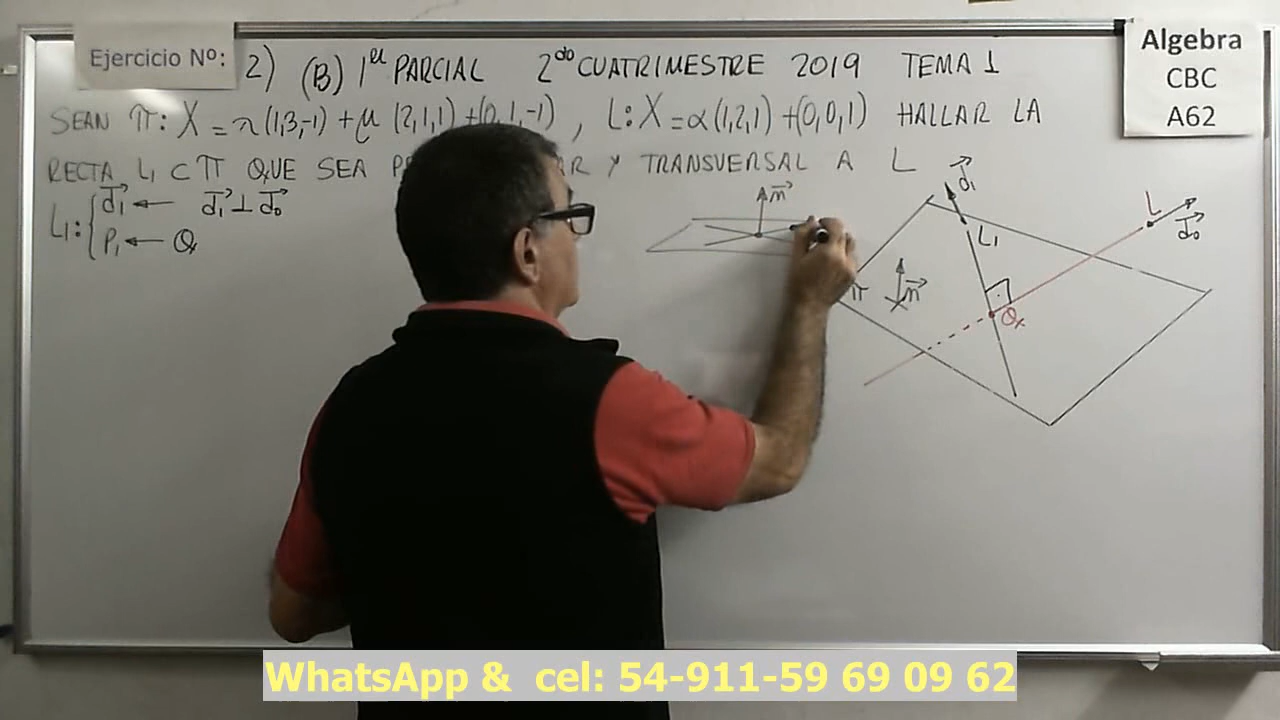 Ejercicio Nº: 2) (B) 1er PARCIAL 2do CUATRIMESTRE 2019 TEMA 1
Algebra
CBC
A62
SEAN π: X = λ(1,3,-1) + μ (2,1,1) + (0,1,-1) , L: X = α(1,2,1) + (0,0,1) HALLAR LA
RECTA L₁ ⊂ π QUE SEA Y TRANSVERSAL A L
L₁: { d₁ ← d₁ ⊥ d₀
P₁ ← Q
n
d₁
L
d₀
L₁
π
n
Q
WhatsApp & cel: 54-911-59 69 09 62